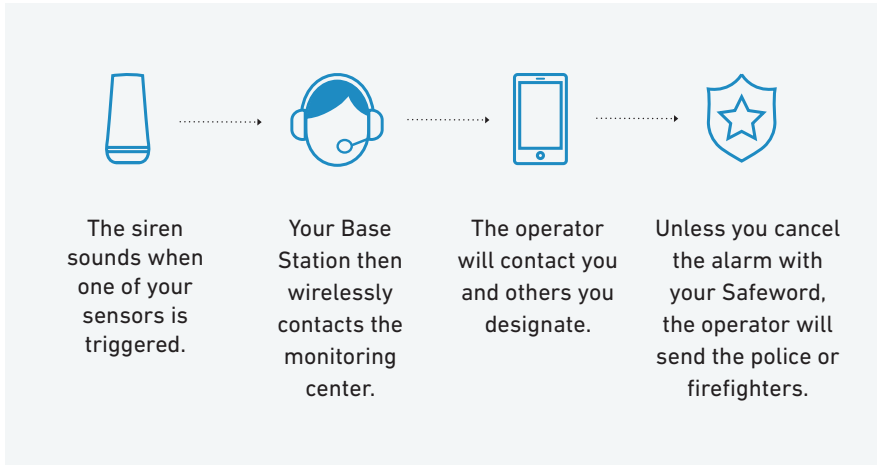 The siren
sounds when
one of your
sensors is
triggered.
Your Base
Station then
wirelessly
contacts the
monitoring
center.
The operator
will contact you
and others you
designate.
Unless you cancel
the alarm with
your Safeword,
the operator will
send the police or
firefighters.